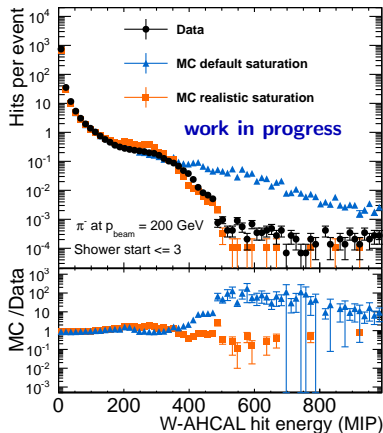 Hits per event
10^4
10^3
10^2
10
1
10^-1
10^-2
10^-3
10^-4
Data
MC default saturation
MC realistic saturation
work in progress
π^- at p_beam = 200 GeV
Shower start <= 3
MC /Data
10^3
10^2
10
1
10^-1
10^-2
10^-3
0 200 400 600 800
W-AHCAL hit energy (MIP)